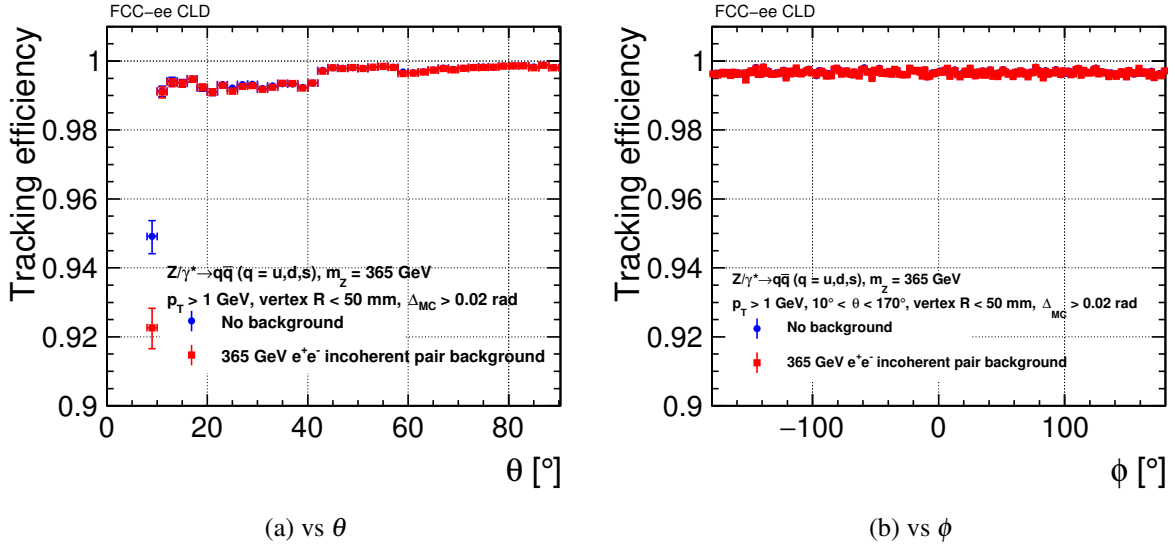 FCC-ee CLD
Tracking efficiency
1
0.98
0.96
0.94
0.92
0.9
Z/γ*→qq̅ (q = u,d,s), m_Z = 365 GeV
p_T > 1 GeV, vertex R < 50 mm, Δ_MC > 0.02 rad
No background
365 GeV e⁺e⁻ incoherent pair background
0 20 40 60 80
θ [°]
(a) vs θ
FCC-ee CLD
Tracking efficiency
1
0.98
0.96
0.94
0.92
0.9
Z/γ*→qq̅ (q = u,d,s), m_Z = 365 GeV
p_T > 1 GeV, 10° < θ < 170°, vertex R < 50 mm, Δ_MC > 0.02 rad
No background
365 GeV e⁺e⁻ incoherent pair background
−100 0 100
ϕ [°]
(b) vs ϕ